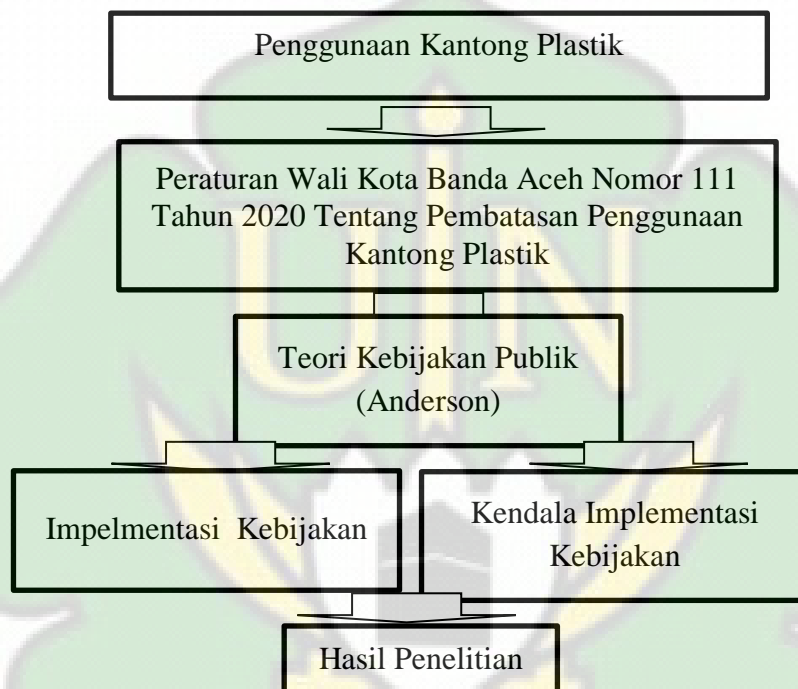 Penggunaan Kantong Plastik
Peraturan Wali Kota Banda Aceh Nomor 111
Tahun 2020 Tentang Pembatasan Penggunaan
Kantong Plastik
UIN
Teori Kebijakan Publik
(Anderson)
Impelmentasi Kebijakan
Kendala Implementasi
Kebijakan
Hasil Penelitian